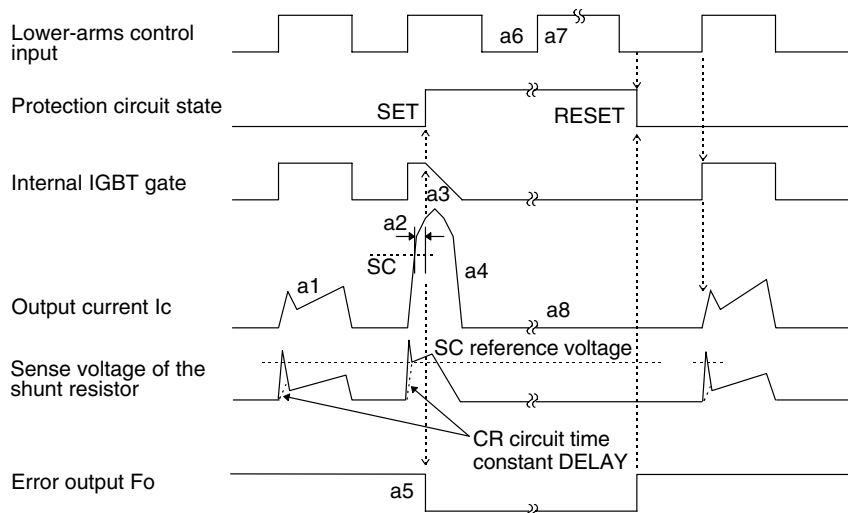 Lower-arms control
input
a6
a7
Protection circuit state
SET
RESET
Internal IGBT gate
a3
a2
SC
a4
a1
Output current Ic
a8
SC reference voltage
Sense voltage of the
shunt resistor
CR circuit time
constant DELAY
Error output Fo
a5